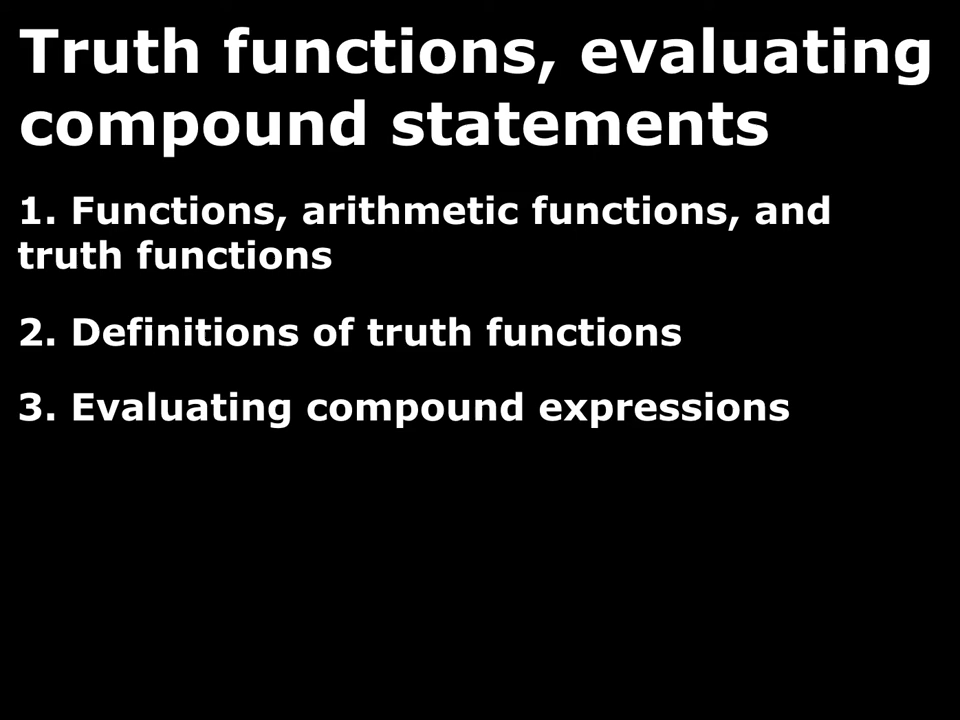 Truth functions, evaluating
compound statements
1. Functions, arithmetic functions, and
truth functions
2. Definitions of truth functions
3. Evaluating compound expressions